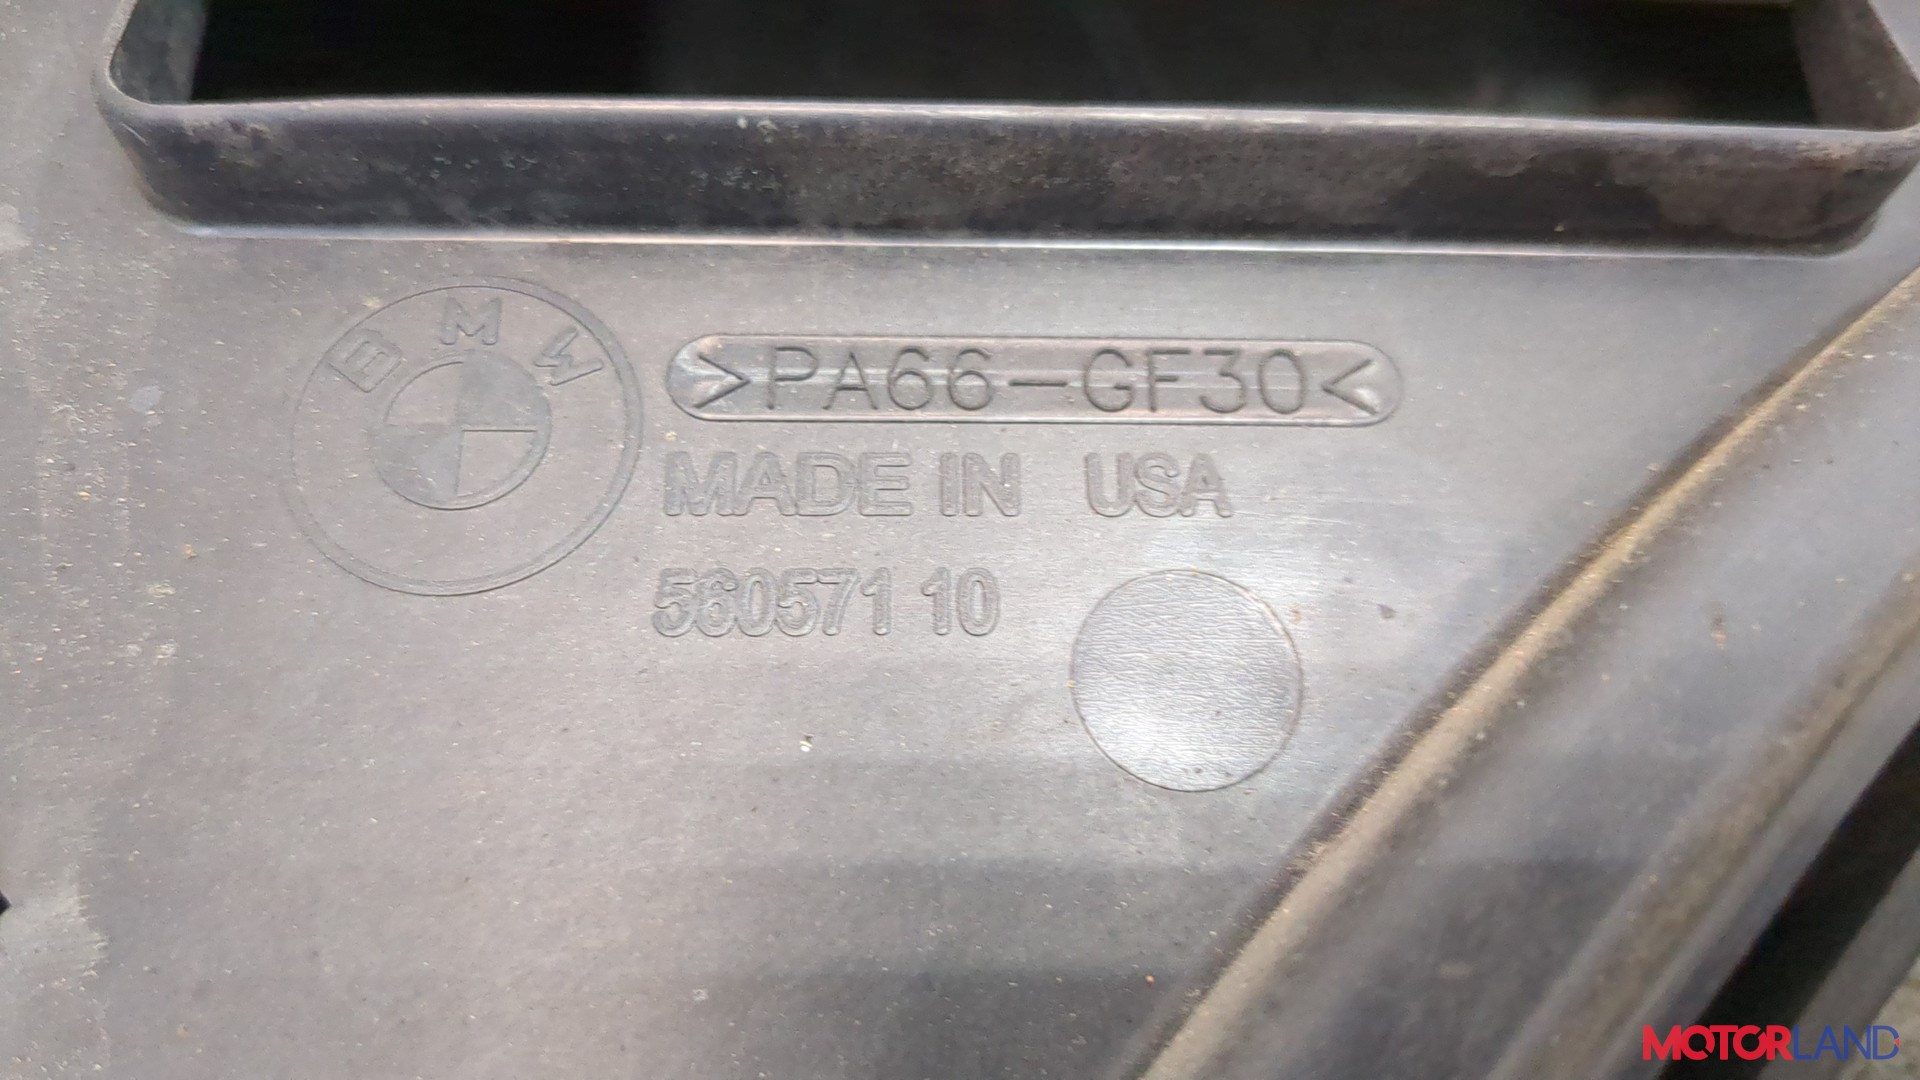 BMW
>PA66-GF30<
MADE IN USA
560571 10
MOTORLAND